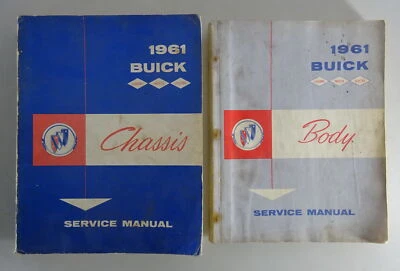 1961
BUICK
Chassis
SERVICE MANUAL
1961
BUICK
Body
SERVICE MANUAL